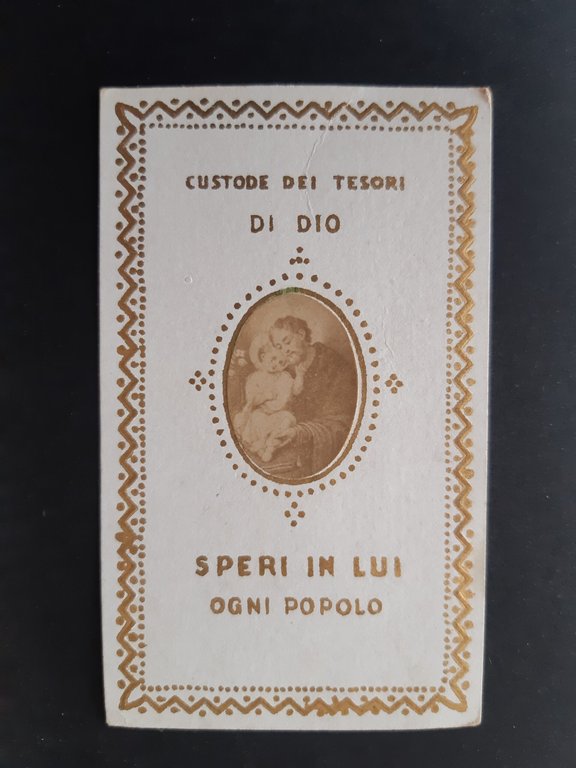 CUSTODE DEI TESORI
DI DIO
SPERI IN LUI
OGNI POPOLO